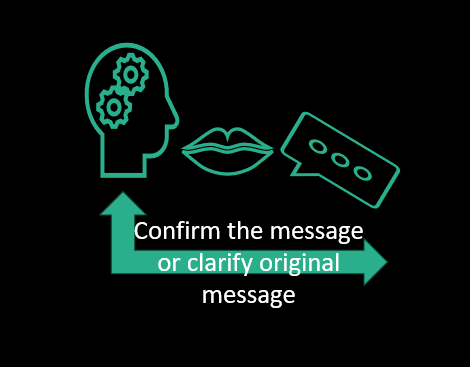 Confirm the message
or clarify original
message